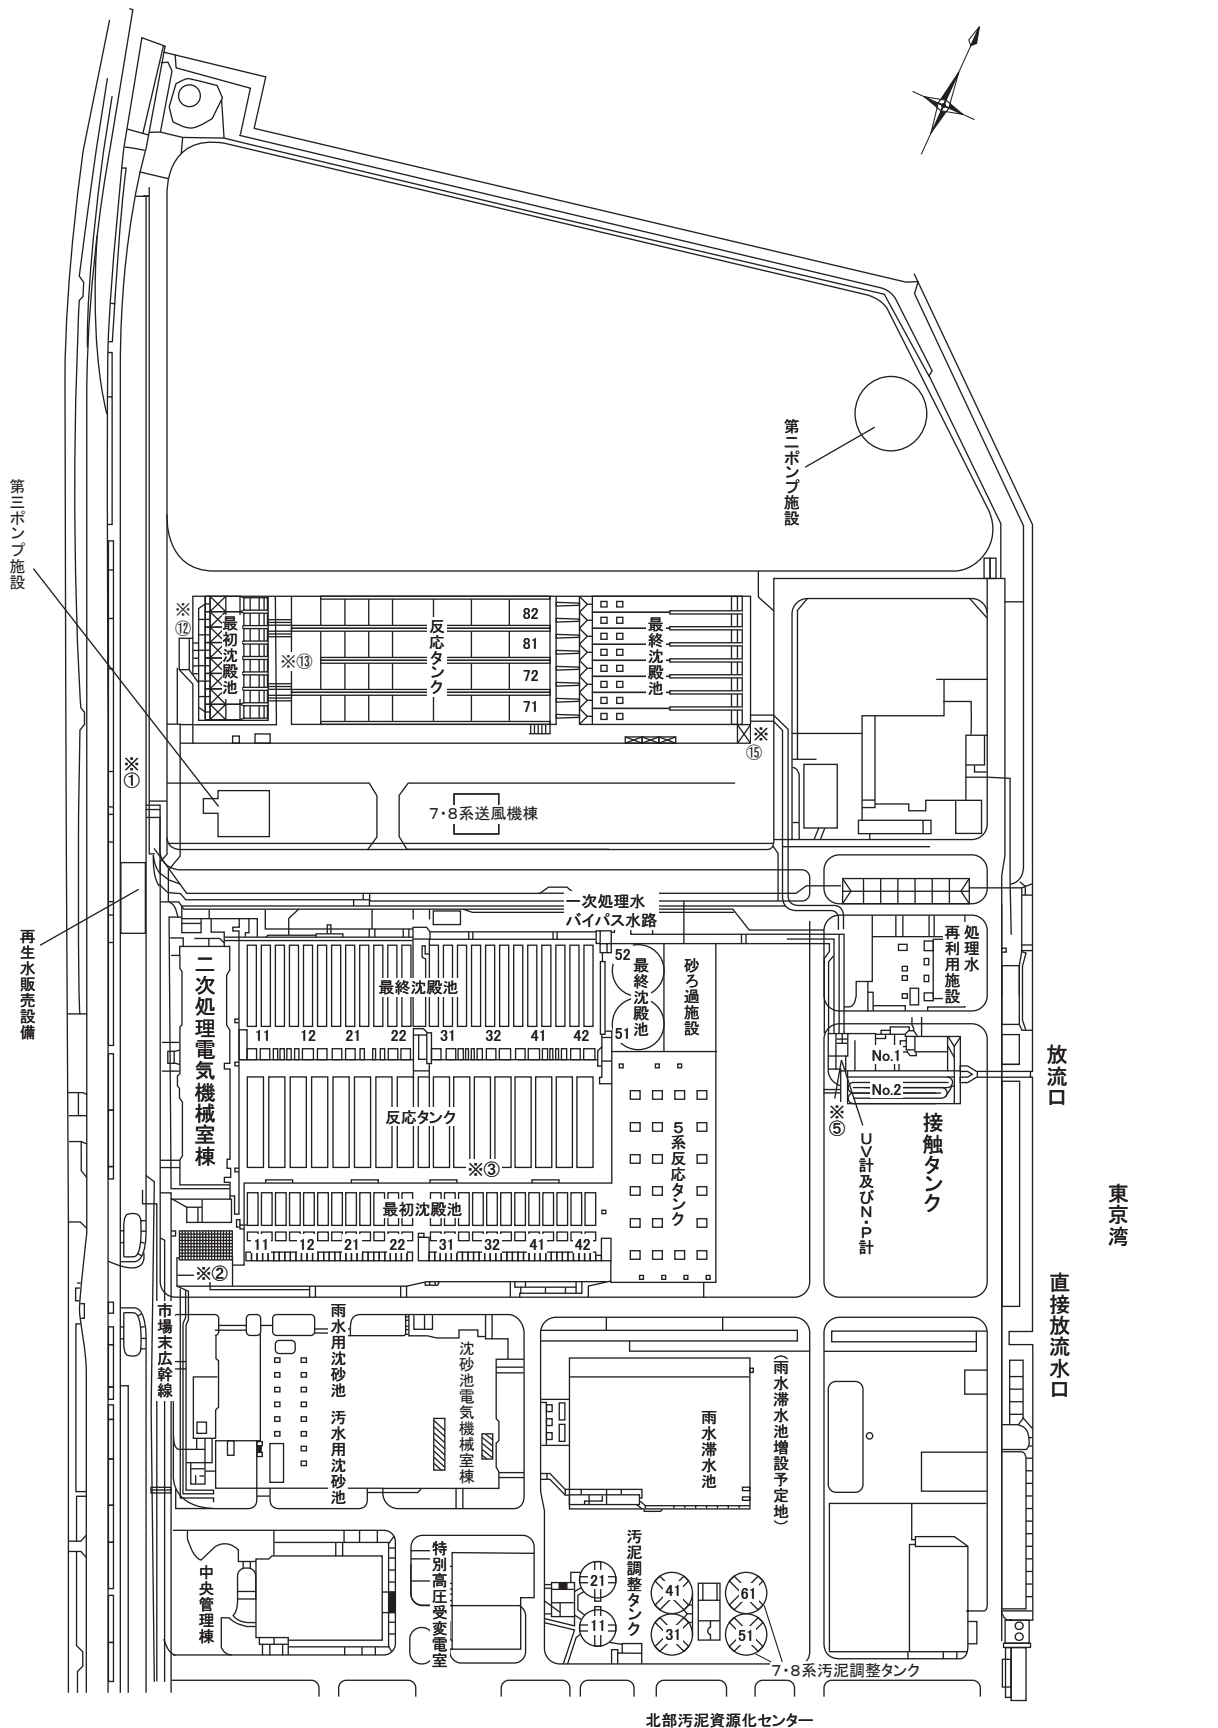 第二ポンプ施設
第三ポンプ施設
※⑫
最初沈殿池
※⑬
反応タンク
82
81
72
71
最終沈殿池
※⑮
※①
7・8系送風機棟
再生水販売設備
一次処理水
バイパス水路
二次処理電気機械室棟
最終沈殿池
11 12 21 22 31 32 41 42
52
最終沈殿池
51
砂ろ過施設
処理水
再利用施設
No.1
No.2
※⑤
UV計及びN・P計
接触タンク
放流口
反応タンク
※③
5系反応タンク
最初沈殿池
11 12 21 22 31 32 41 42
※②
東京湾
直接放流水口
市場末広幹線
雨水用沈砂池
汚水用沈砂池
沈砂池電気機械室棟
雨水滞水池
(雨水滞水池増設予定地)
中央管理棟
特別高圧受変電室
汚泥調整タンク
21
11
41
31
61
51
7・8系汚泥調整タンク
北部汚泥資源化センター